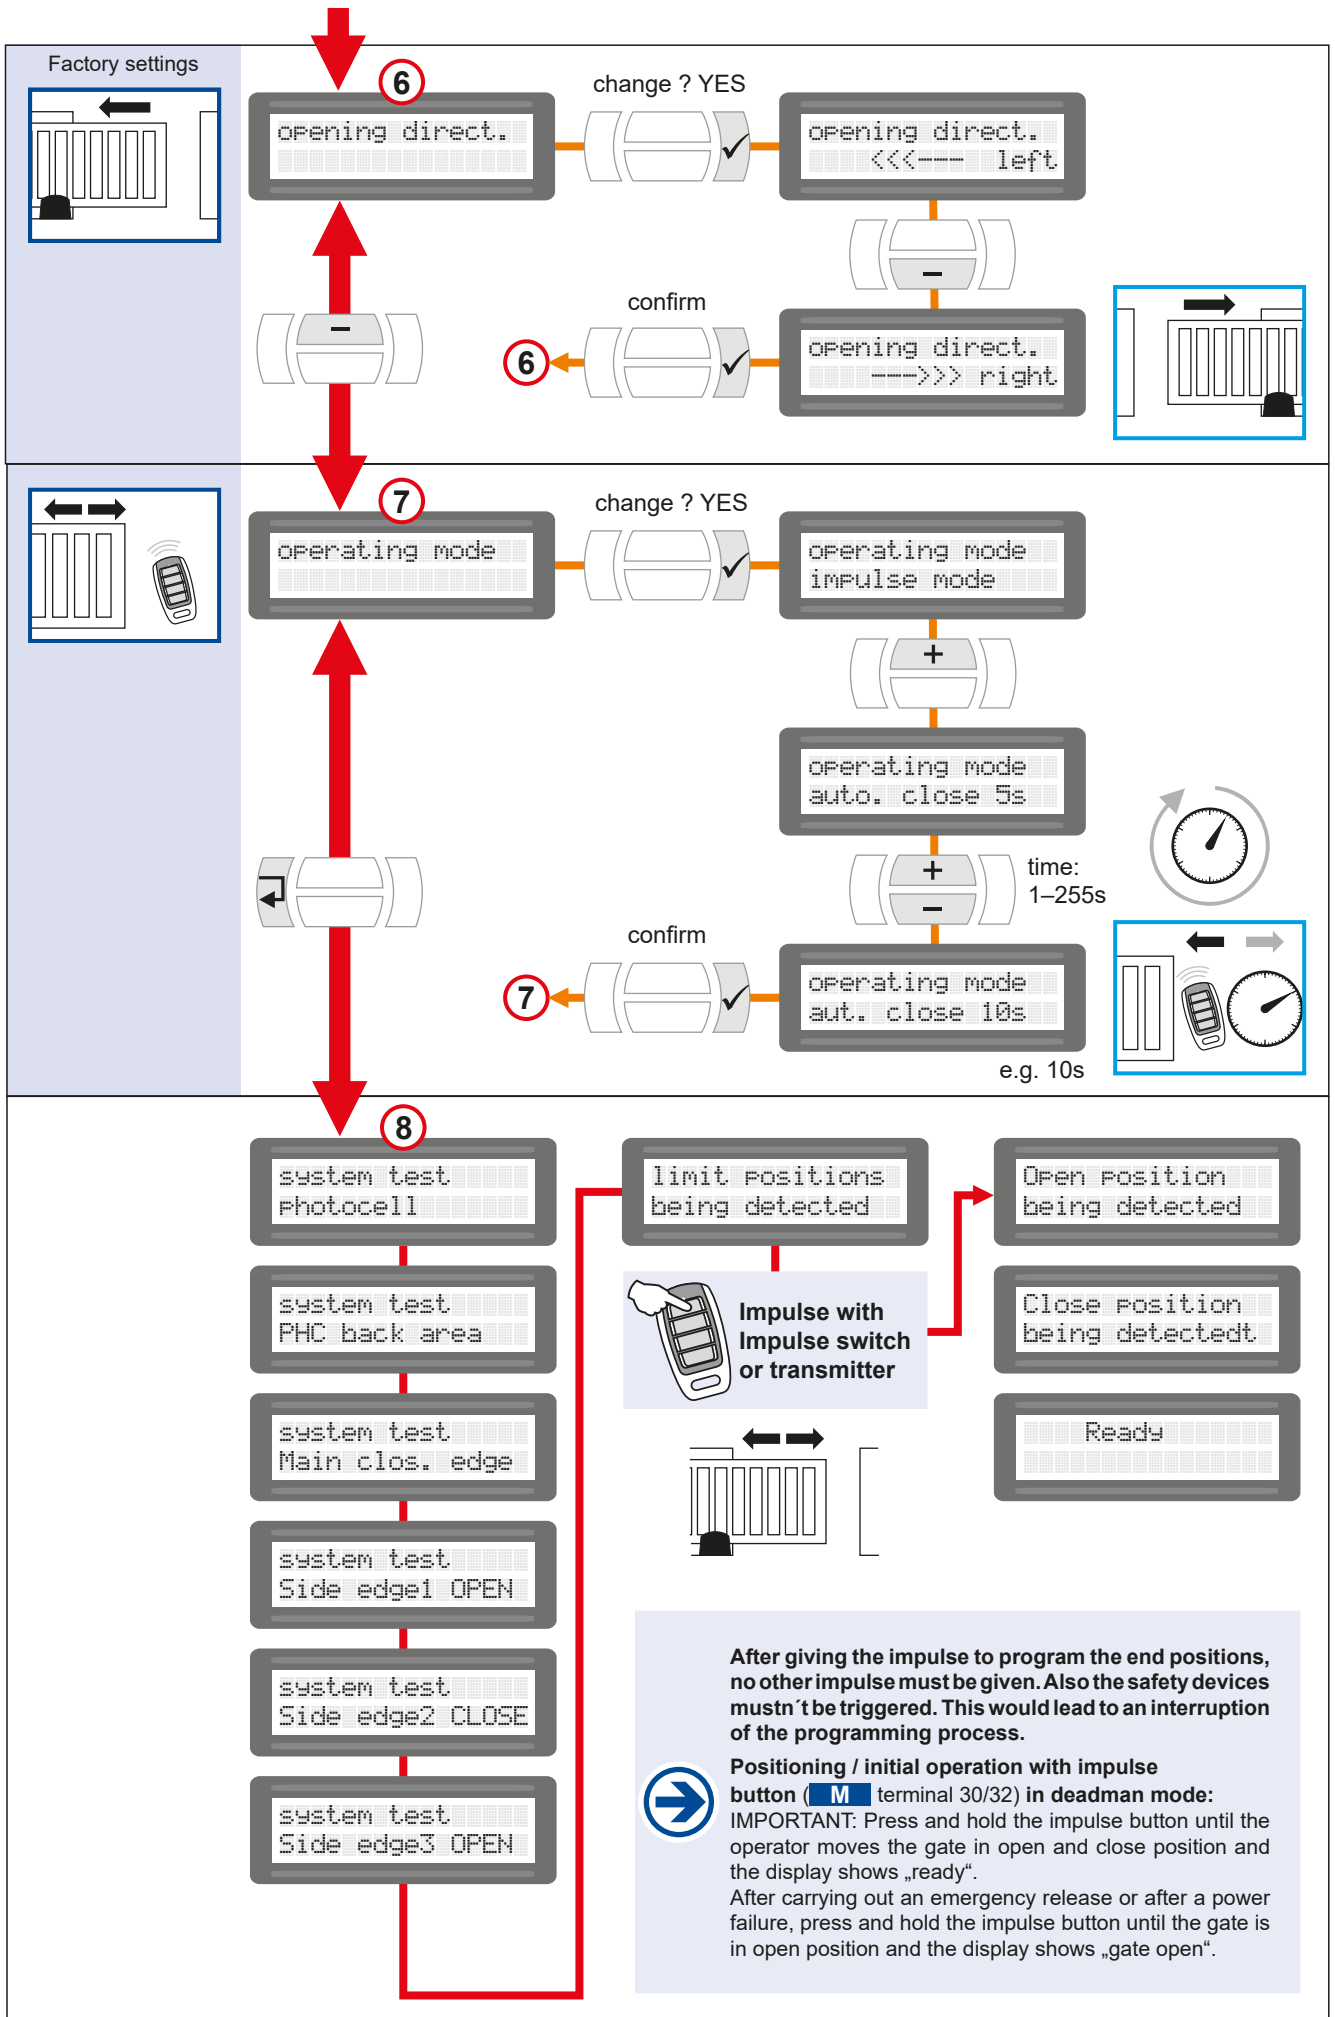 Factory settings
6
opening direct.
change ? YES
✓
opening direct.
<<<--- left
−
−
opening direct.
--->>> right
confirm
✓
6
7
operating mode
change ? YES
✓
operating mode
impulse mode
+
operating mode
auto. close 5s
+
−
time:
1–255s
operating mode
aut. close 10s
e.g. 10s
confirm
✓
7
8
system test
photocell
system test
PHC back area
system test
Main clos. edge
system test
Side edge1 OPEN
system test
Side edge2 CLOSE
system test
Side edge3 OPEN
limit positions
being detected
Impulse with
Impulse switch
or transmitter
Open position
being detected
Close position
being detectedt
Ready
After giving the impulse to program the end positions,
no other impulse must be given. Also the safety devices
mustn´t be triggered. This would lead to an interruption
of the programming process.
Positioning / initial operation with impulse
button ( M terminal 30/32) in deadman mode:
IMPORTANT: Press and hold the impulse button until the
operator moves the gate in open and close position and
the display shows „ready“.
After carrying out an emergency release or after a power
failure, press and hold the impulse button until the gate is
in open position and the display shows „gate open“.